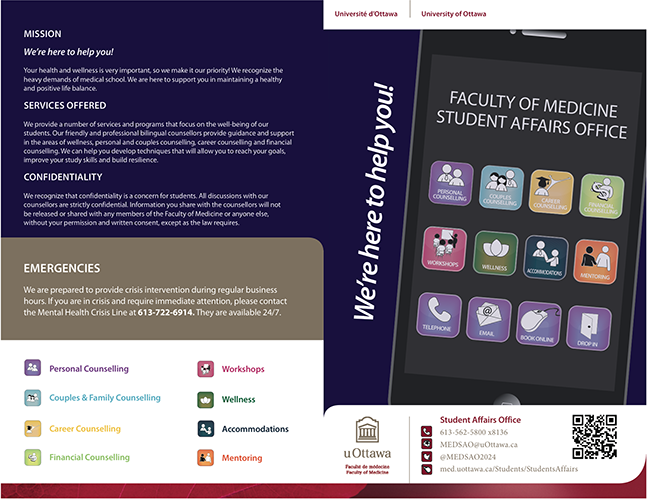 MISSION
We're here to help you!
Your health and wellness is very important, so we make it our priority! We recognize the
heavy demands of medical school. We are here to support you in maintaining a healthy
and positive life balance.
SERVICES OFFERED
We provide a number of services and programs that focus on the well-being of our
students. Our friendly and professional bilingual counsellors provide guidance and support
in the areas of wellness, personal and couples counselling, career counselling and financial
counselling. We can help you develop techniques that will allow you to reach your goals,
improve your study skills and build resilience.
CONFIDENTIALITY
We recognize that confidentiality is a concern for students. All discussions with our
counsellors are strictly confidential. Information you share with the counsellors will not
be released or shared with any members of the Faculty of Medicine or anyone else,
without your permission and written consent, except as the law requires.
EMERGENCIES
We are prepared to provide crisis intervention during regular business
hours. If you are in crisis and require immediate attention, please contact
the Mental Health Crisis Line at 613-722-6914. They are available 24/7.
Personal Counselling
Couples & Family Counselling
Career Counselling
Financial Counselling
Workshops
Wellness
Accommodations
Mentoring
Université d'Ottawa
University of Ottawa
We're here to help you!
FACULTY OF MEDICINE
STUDENT AFFAIRS OFFICE
PERSONAL
COUNSELLING
COUPLES
COUNSELLING
CAREER
COUNSELLING
FINANCIAL
COUNSELLING
WORKSHOPS
WELLNESS
ACCOMMODATIONS
MENTORING
TELEPHONE
EMAIL
BOOK ONLINE
DROP IN
uOttawa
Faculté de médecine
Faculty of Medicine
Student Affairs Office
613-562-5800 x8136
MEDSAO@uOttawa.ca
@MEDSAO2024
med.uottawa.ca/Students/StudentsAffairs